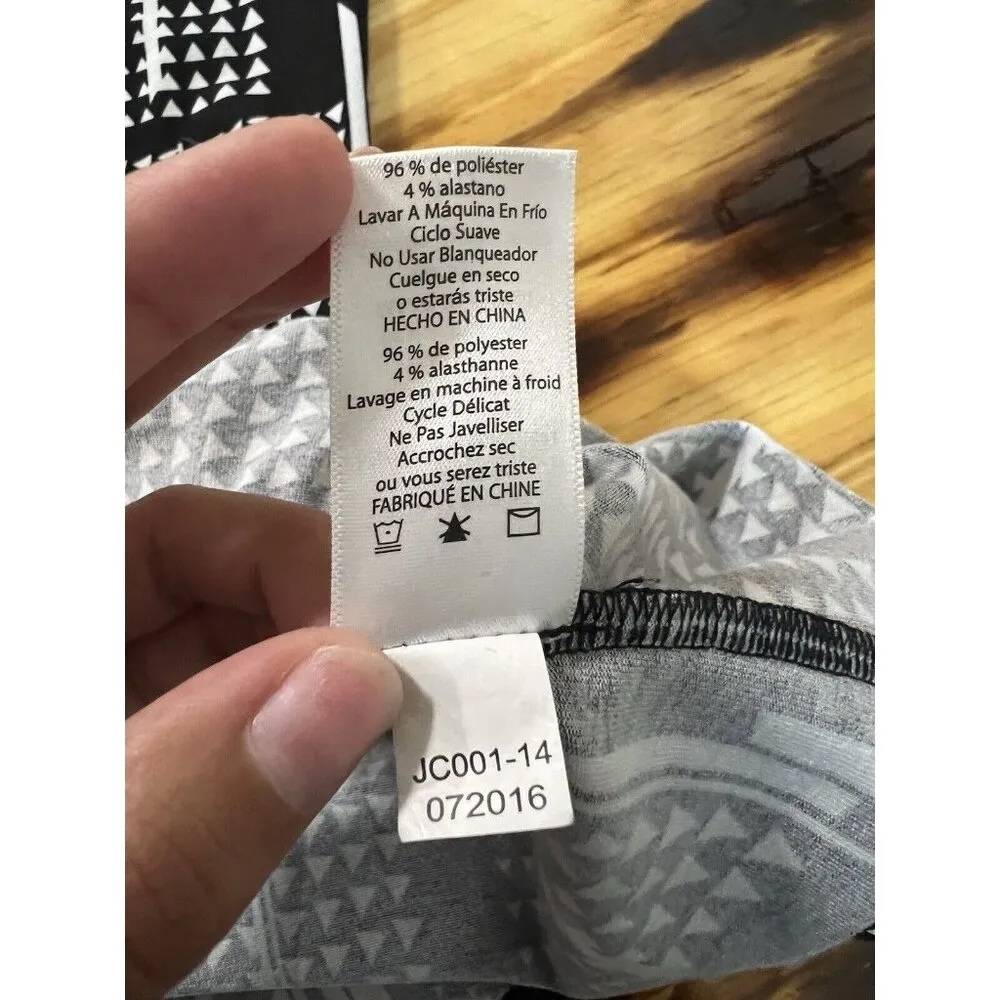 96 % de poliéster
4 % alastano
Lavar A Máquina En Frío
Ciclo Suave
No Usar Blanqueador
Cuelgue en seco
o estarás triste
HECHO EN CHINA
96 % de polyester
4 % alasthanne
Lavage en machine à froid
Cycle Délicat
Ne Pas Javelliser
Accrochez sec
ou vous serez triste
FABRIQUÉ EN CHINE
JC001-14
072016